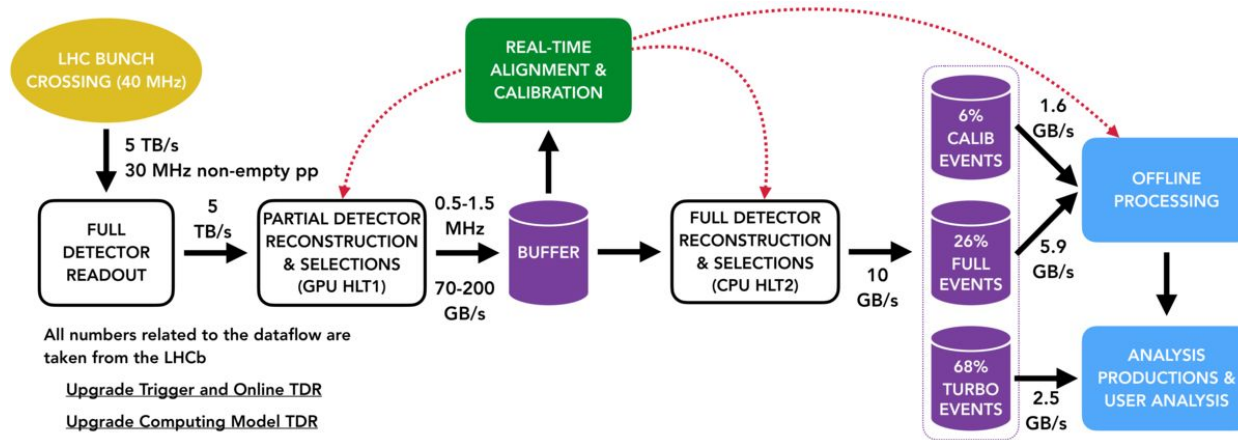 LHC BUNCH
CROSSING (40 MHz)
5 TB/s
30 MHz non-empty pp
FULL
DETECTOR
READOUT
5
TB/s
PARTIAL DETECTOR
RECONSTRUCTION
& SELECTIONS
(GPU HLT1)
0.5-1.5
MHz
70-200
GB/s
REAL-TIME
ALIGNMENT &
CALIBRATION
BUFFER
FULL DETECTOR
RECONSTRUCTION
& SELECTIONS
(CPU HLT2)
10
GB/s
6%
CALIB
EVENTS
1.6
GB/s
26%
FULL
EVENTS
5.9
GB/s
68%
TURBO
EVENTS
2.5
GB/s
OFFLINE
PROCESSING
ANALYSIS
PRODUCTIONS &
USER ANALYSIS
All numbers related to the dataflow are
taken from the LHCb
Upgrade Trigger and Online TDR
Upgrade Computing Model TDR